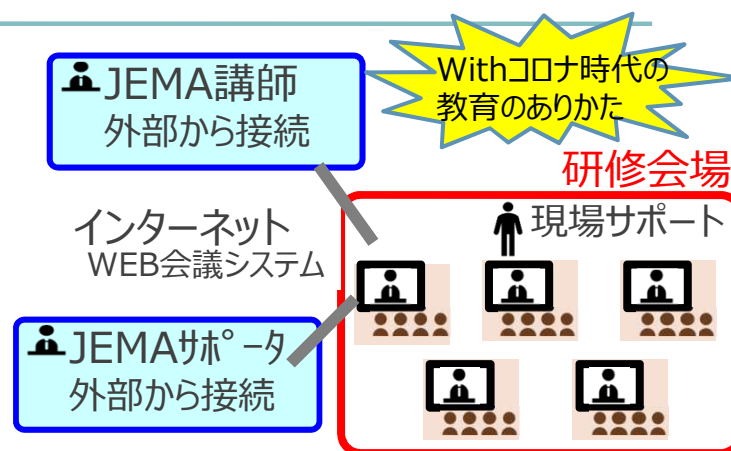 JEMA講師
外部から接続
Withコロナ時代の
教育のありかた
研修会場
現場サポート
インターネット
WEB会議システム
JEMAｻﾎﾟｰﾀ
外部から接続